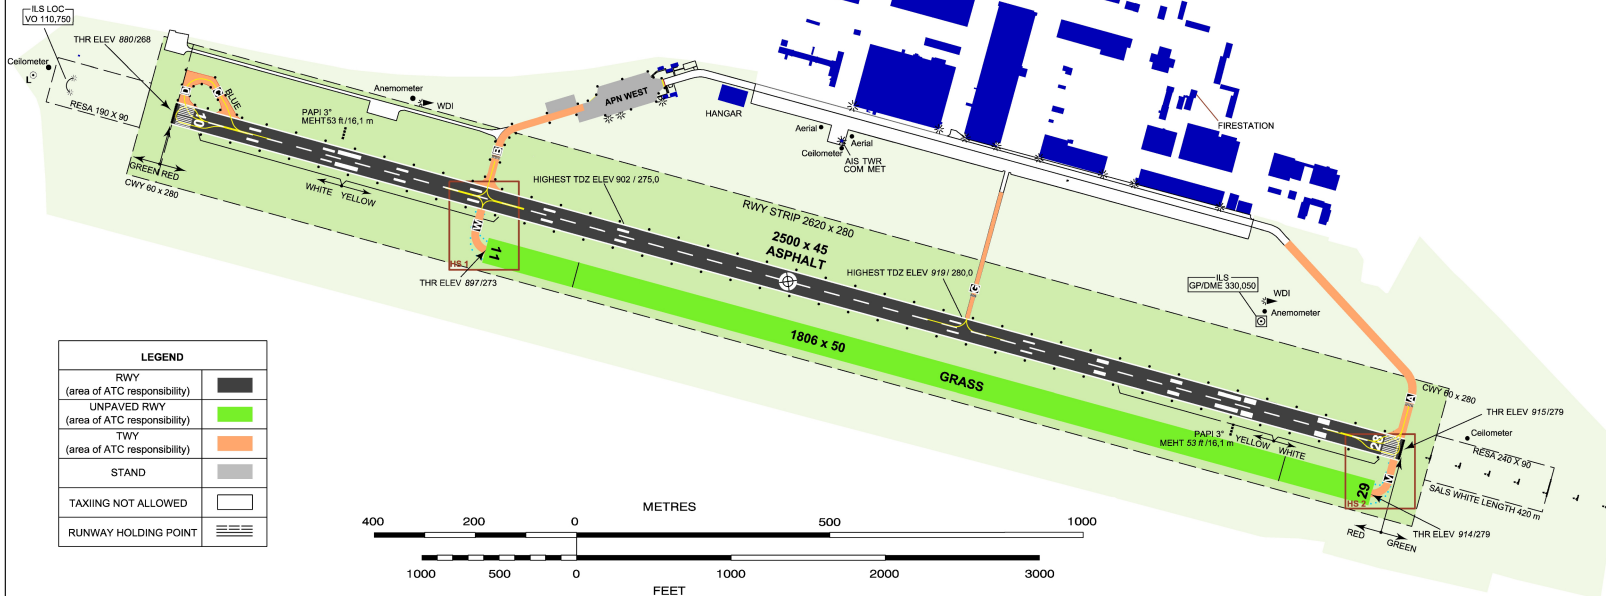 ILS LOC
VO 110,750
THR ELEV 880/268
Ceilometer
L
RESA 190 X 90
D
C
BLUE
10
GREEN RED
CWY 60 x 280
PAPI 3°
MEHT 53 ft/16,1 m
WHITE YELLOW
Anemometer
WDI
B
APN WEST
HANGAR
Aerial
Aerial
Ceilometer
AIS TWR
COM MET
FIRESTATION
HIGHEST TDZ ELEV 902 / 275,0
W
HS 1
11
THR ELEV 897/273
RWY STRIP 2620 x 280
2500 x 45
ASPHALT
HIGHEST TDZ ELEV 919/ 280,0
G
1806 x 50
GRASS
ILS
GP/DME 330,050
WDI
Anemometer
A
CWY 60 x 280
THR ELEV 915/279
Ceilometer
PAPI 3°
MEHT 53 ft /16,1 m
YELLOW WHITE
28
RESA 240 X 90
M
29
HS 2
SALS WHITE LENGTH 420 m
THR ELEV 914/279
RED
GREEN
LEGEND
RWY
(area of ATC responsibility)
UNPAVED RWY
(area of ATC responsibility)
TWY
(area of ATC responsibility)
STAND
TAXIING NOT ALLOWED
RUNWAY HOLDING POINT
METRES
400 200 0 500 1000
1000 500 0 1000 2000 3000
FEET